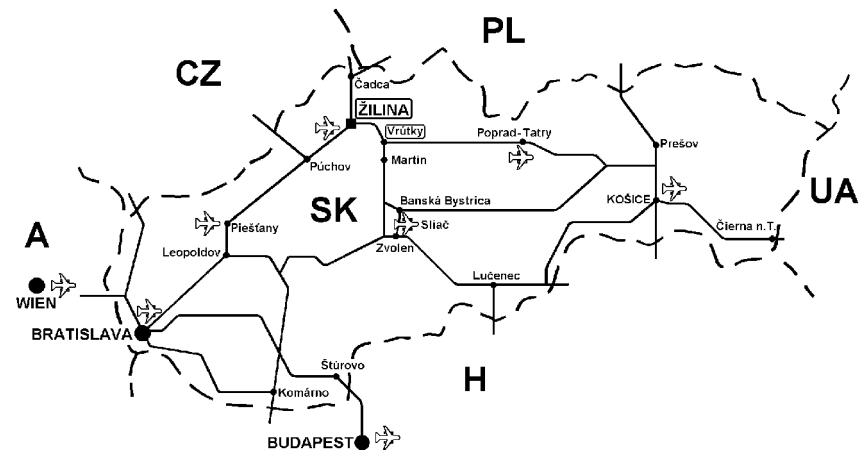 PL
CZ
Čadca
ŽILINA
Vrútky
Poprad-Tatry
Prešov
Púchov
Martin
SK
Banská Bystrica
KOŠICE
UA
A
Piešťany
Sliač
Čierna n.T.
Leopoldov
Zvolen
Lučenec
WIEN
BRATISLAVA
Štúrovo
H
Komárno
BUDAPEST